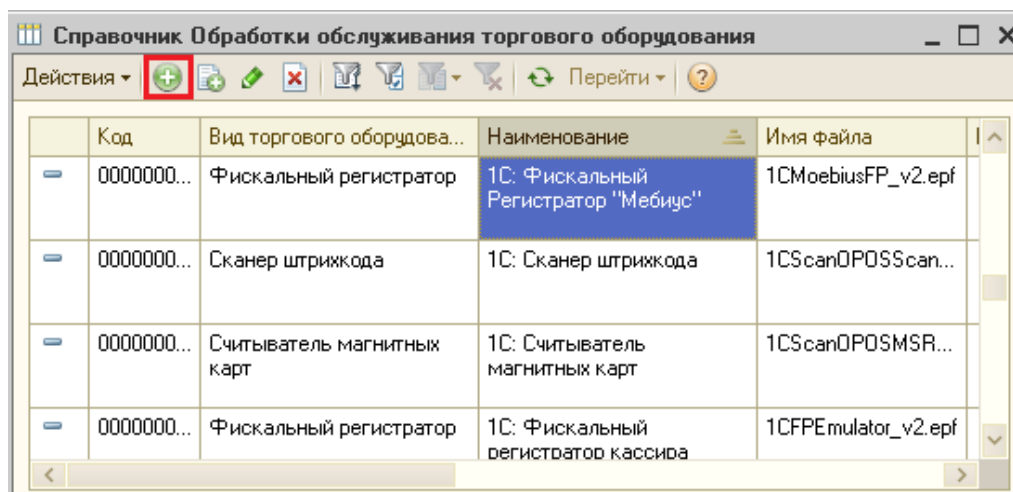 Справочник Обработки обслуживания торгового оборудования
Действия Перейти
Код Вид торгового оборудова... Наименование Имя файла
0000000... Фискальный регистратор 1С: Фискальный 1CMoebiusFP_v2.epf
Регистратор "Мебиус"
0000000... Сканер штрихкода 1С: Сканер штрихкода 1CScanOPOSScan...
0000000... Считыватель магнитных 1С: Считыватель 1CScanOPOSMSR...
карт магнитных карт
0000000... Фискальный регистратор 1С: Фискальный 1CFPEmulator_v2.epf
регистратор кассира